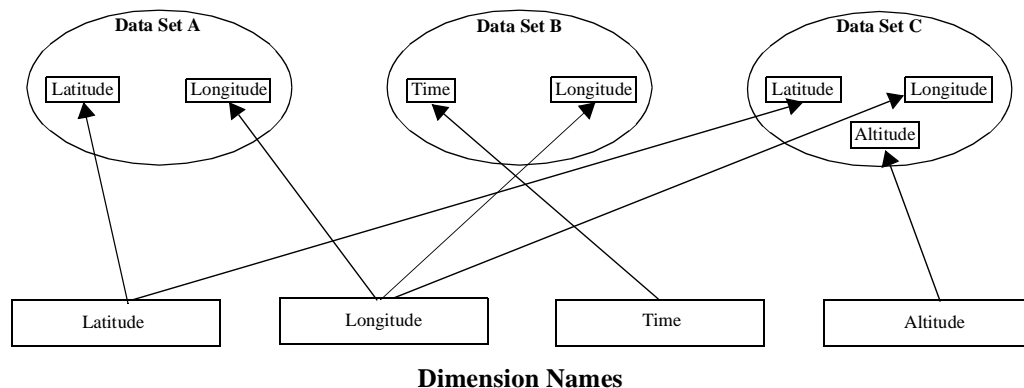 Data Set A
Data Set B
Data Set C
Latitude
Longitude
Time
Longitude
Latitude
Longitude
Altitude
Latitude
Longitude
Time
Altitude
Dimension Names